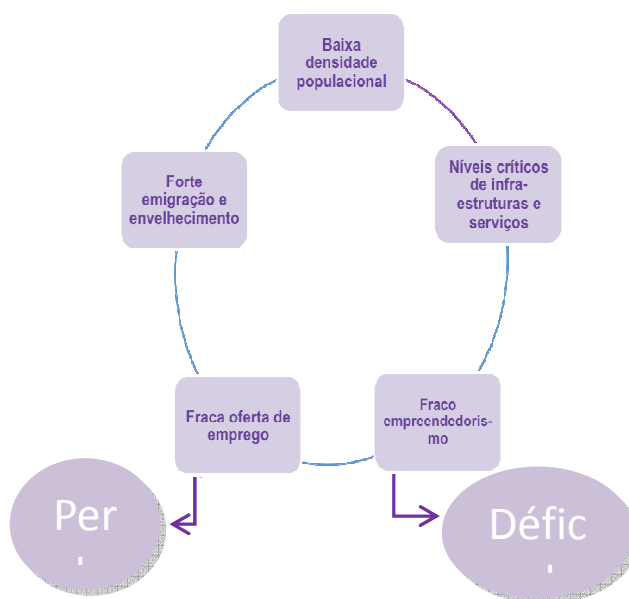 Baixa
densidade
populacional
Níveis críticos
de infra-
estruturas e
serviços
Forte
emigração e
envelhecimento
Fraca oferta de
emprego
Fraco
empreendedoris-
mo
Per
Défic